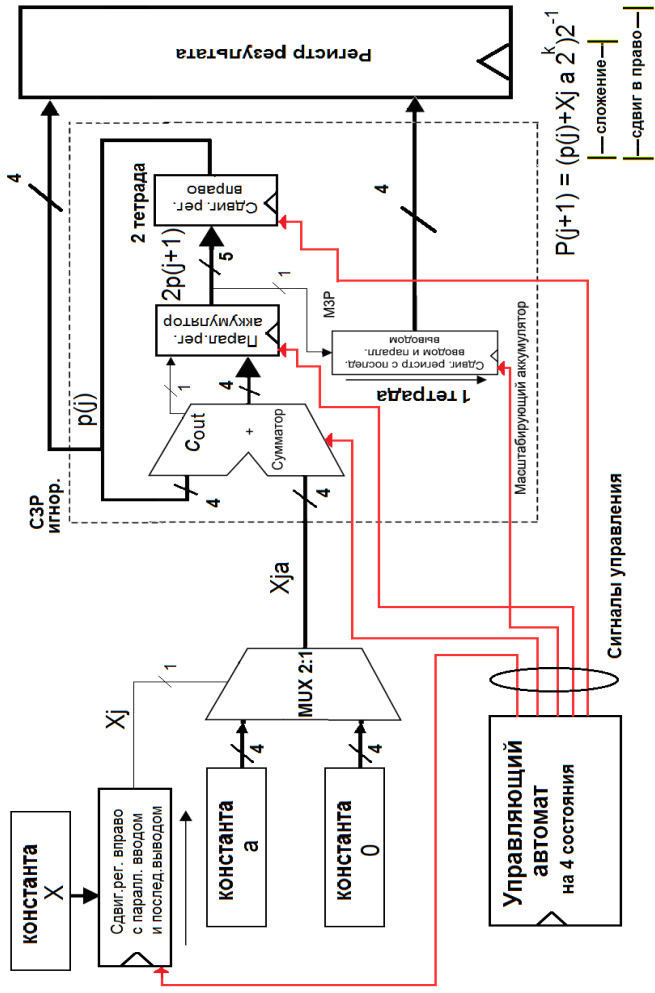 константа
X
Сдвиг.рег. вправо
с паралл. вводом
и послед.выводом
константа
a
константа
0
Xj
1
4
4
MUX 2:1
Xja
4
Управляющий
автомат
на 4 состояния
Сигналы управления
СЗР
игнор.
p(j)
4
4
Cout
+
Сумматор
1
4
Парал.рег.
аккумулятор
2p(j+1)
5
1
МЗР
2 тетрада
Сдвиг.рег.
вправо
Сдвиг. регистр с послед.
вводом и паралл.
выводом
1 тетрада
4
Масштабирующий аккумулятор
Регистр результата
P(j+1) = (p(j)+Xj a 2^k)2^-1
сложение
сдвиг в право